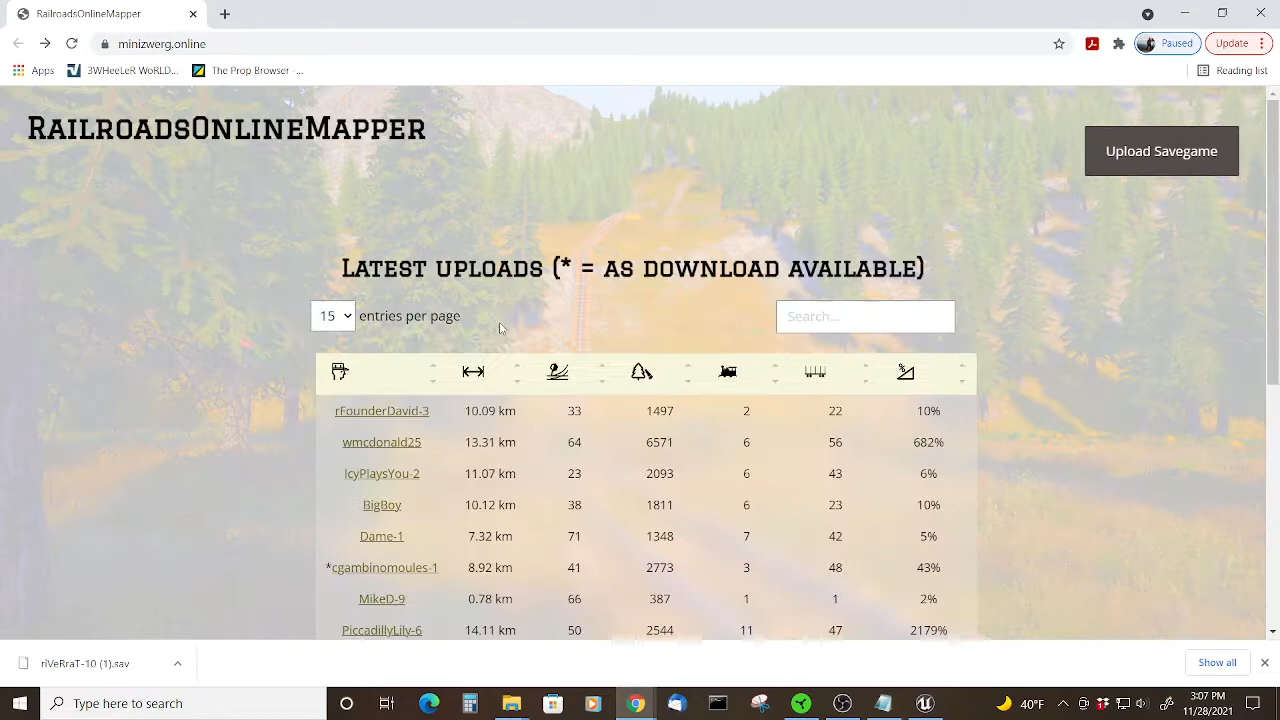 RailroadsOnlineMapper
minizwerg.online
Paused
Update
Apps
3WHeeLeR WoRLD...
The Prop Browser -...
Reading list
RailroadsOnlineMapper
Upload Savegame
Latest uploads (* = as download available)
15 entries per page
Search...
rFounderDavid-3 10.09 km 33 1497 2 22 10%
wmcdonald25 13.31 km 64 6571 6 56 682%
IcyPlaysYou-2 11.07 km 23 2093 6 43 6%
BigBoy 10.12 km 38 1811 6 23 10%
Dame-1 7.32 km 71 1348 7 42 5%
*cgambinomoules-1 8.92 km 41 2773 3 48 43%
MikeD-9 0.78 km 66 387 1 1 2%
PiccadillyLily-6 14.11 km 50 2544 11 47 2179%
riVeRraT-10 (1).sav
Show all
Type here to search
40°F
3:07 PM
11/28/2021